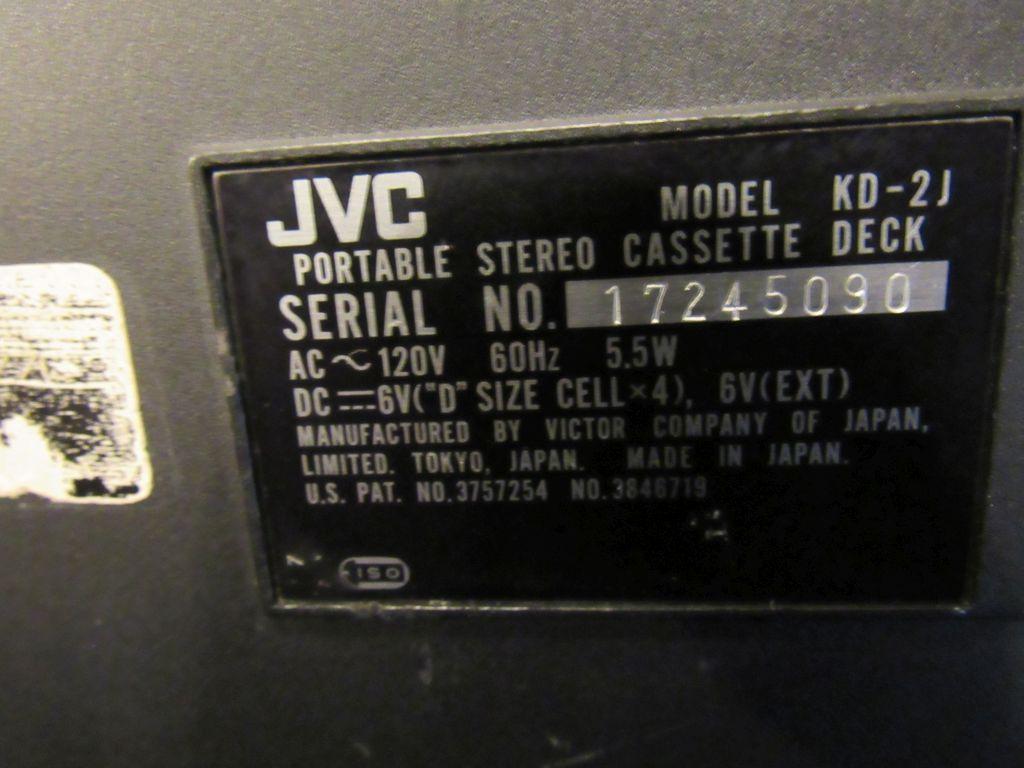 JVC MODEL KD-2J
PORTABLE STEREO CASSETTE DECK
SERIAL NO. 17245090
AC ~ 120V 60Hz 5.5W
DC ⎓ 6V("D" SIZE CELL×4), 6V(EXT)
MANUFACTURED BY VICTOR COMPANY OF JAPAN,
LIMITED. TOKYO, JAPAN. MADE IN JAPAN.
U.S. PAT. NO.3757254 NO.3846719
ISO